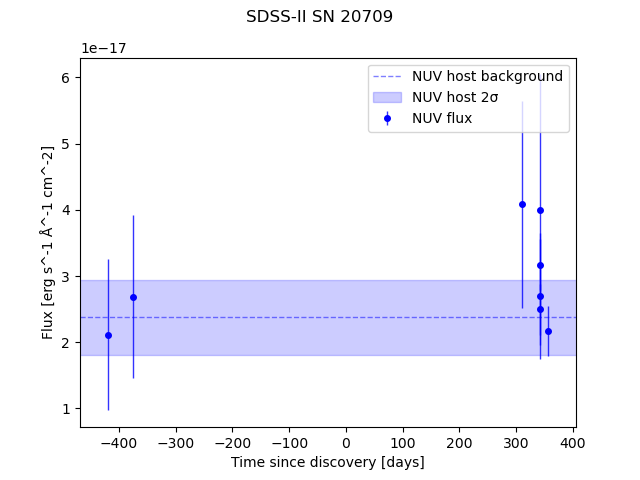 SDSS-II SN 20709
1e−17
NUV host background
NUV host 2σ
NUV flux
6
5
4
3
2
1
Flux [erg s^-1 Å^-1 cm^-2]
−400 −300 −200 −100 0 100 200 300 400
Time since discovery [days]